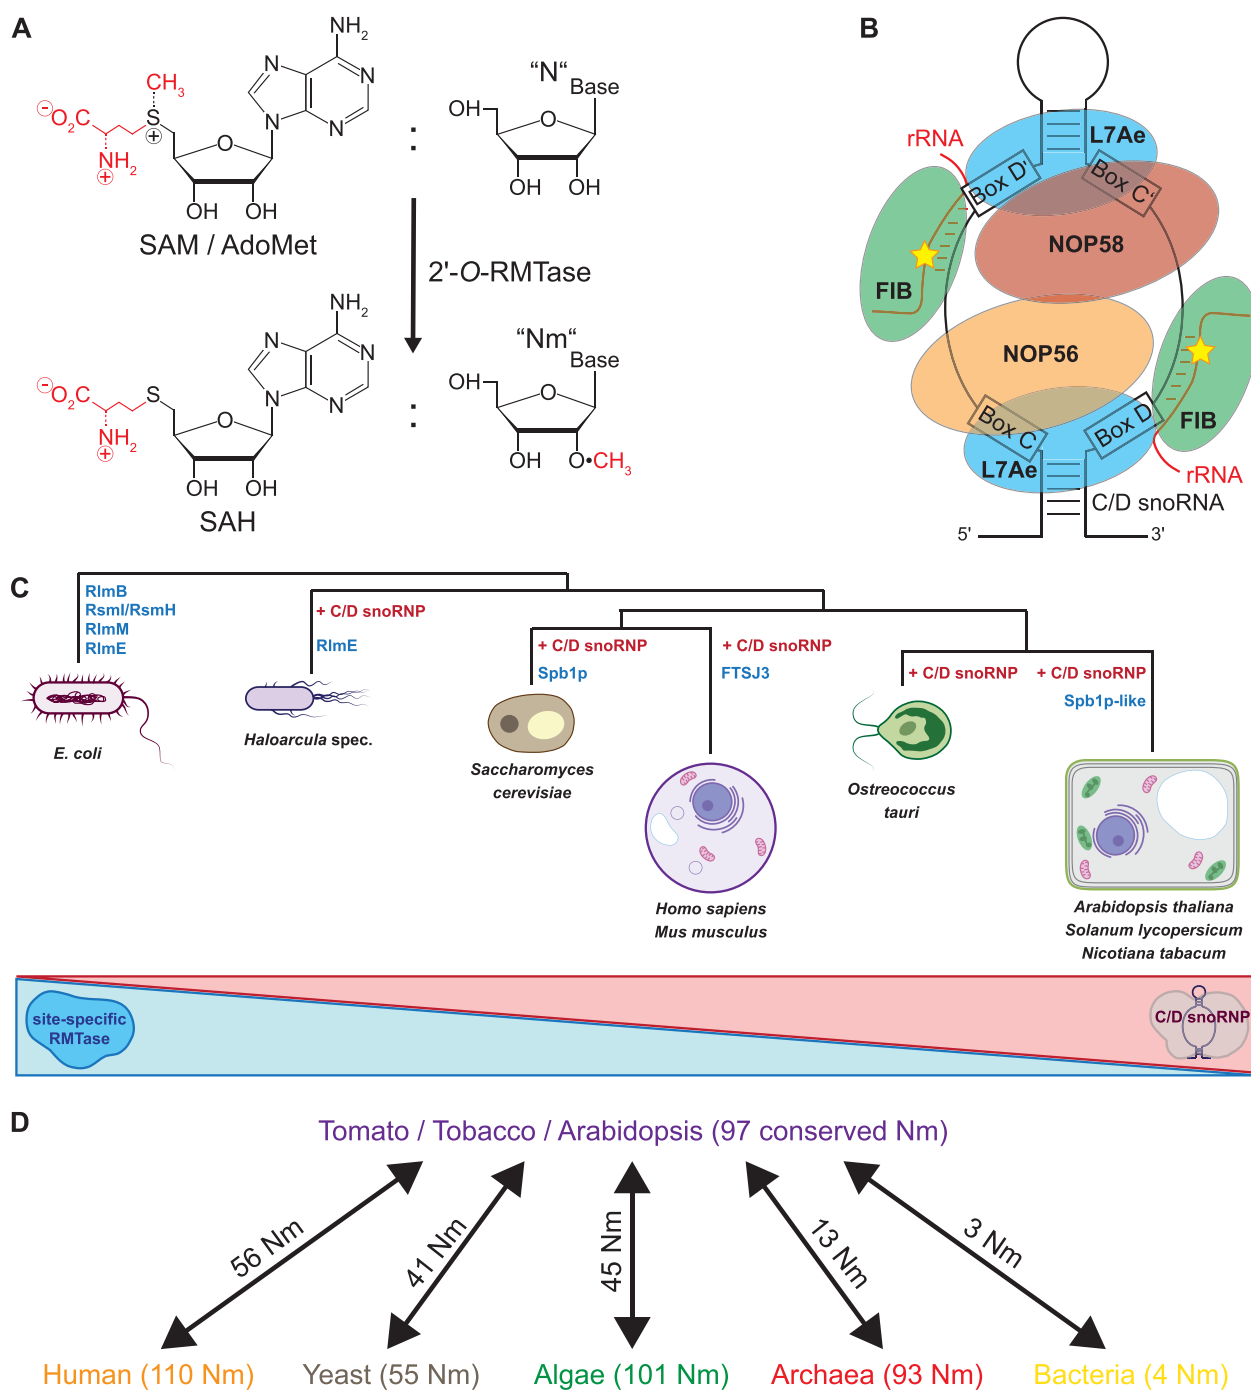 A
NH2
N
N
N
N
CH3
⊖O2C
S
⊕
NH2
⊕
O
OH OH
SAM / AdoMet
:
“N“
Base
OH
O
OH OH
2'-O-RMTase
NH2
N
N
N
N
⊖O2C
S
NH2
⊕
O
OH OH
SAH
:
“Nm“
Base
OH
O
OH O•CH3
B
rRNA
L7Ae
Box D'
Box C‘
NOP58
FIB
NOP56
Box C
Box D
FIB
L7Ae
rRNA
C/D snoRNA
5'
3'
C
RlmB
RsmI/RsmH
RlmM
RlmE
E. coli
+ C/D snoRNP
RlmE
Haloarcula spec.
+ C/D snoRNP
Spb1p
Saccharomyces
cerevisiae
+ C/D snoRNP
FTSJ3
Homo sapiens
Mus musculus
+ C/D snoRNP
Ostreococcus
tauri
+ C/D snoRNP
Spb1p-like
Arabidopsis thaliana
Solanum lycopersicum
Nicotiana tabacum
site-specific
RMTase
C/D snoRNP
D
Tomato / Tobacco / Arabidopsis (97 conserved Nm)
56 Nm
41 Nm
45 Nm
13 Nm
3 Nm
Human (110 Nm)
Yeast (55 Nm)
Algae (101 Nm)
Archaea (93 Nm)
Bacteria (4 Nm)